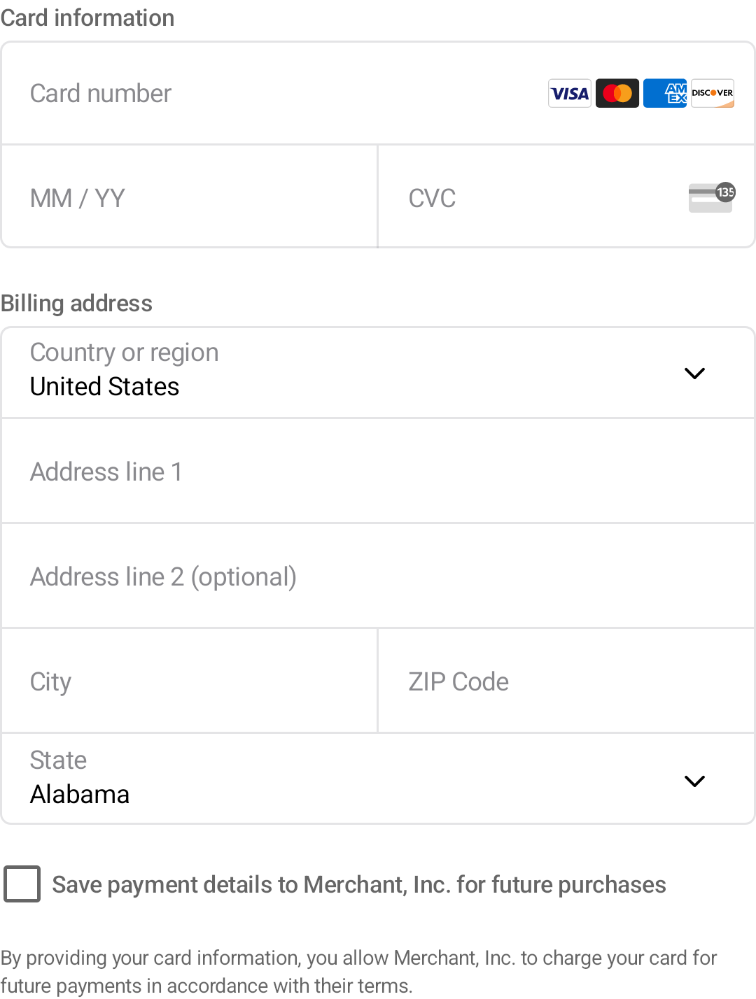 Card information
Card number VISA AM EX DISCOVER
MM / YY CVC 135
Billing address
Country or region
United States
Address line 1
Address line 2 (optional)
City ZIP Code
State
Alabama
Save payment details to Merchant, Inc. for future purchases
By providing your card information, you allow Merchant, Inc. to charge your card for
future payments in accordance with their terms.